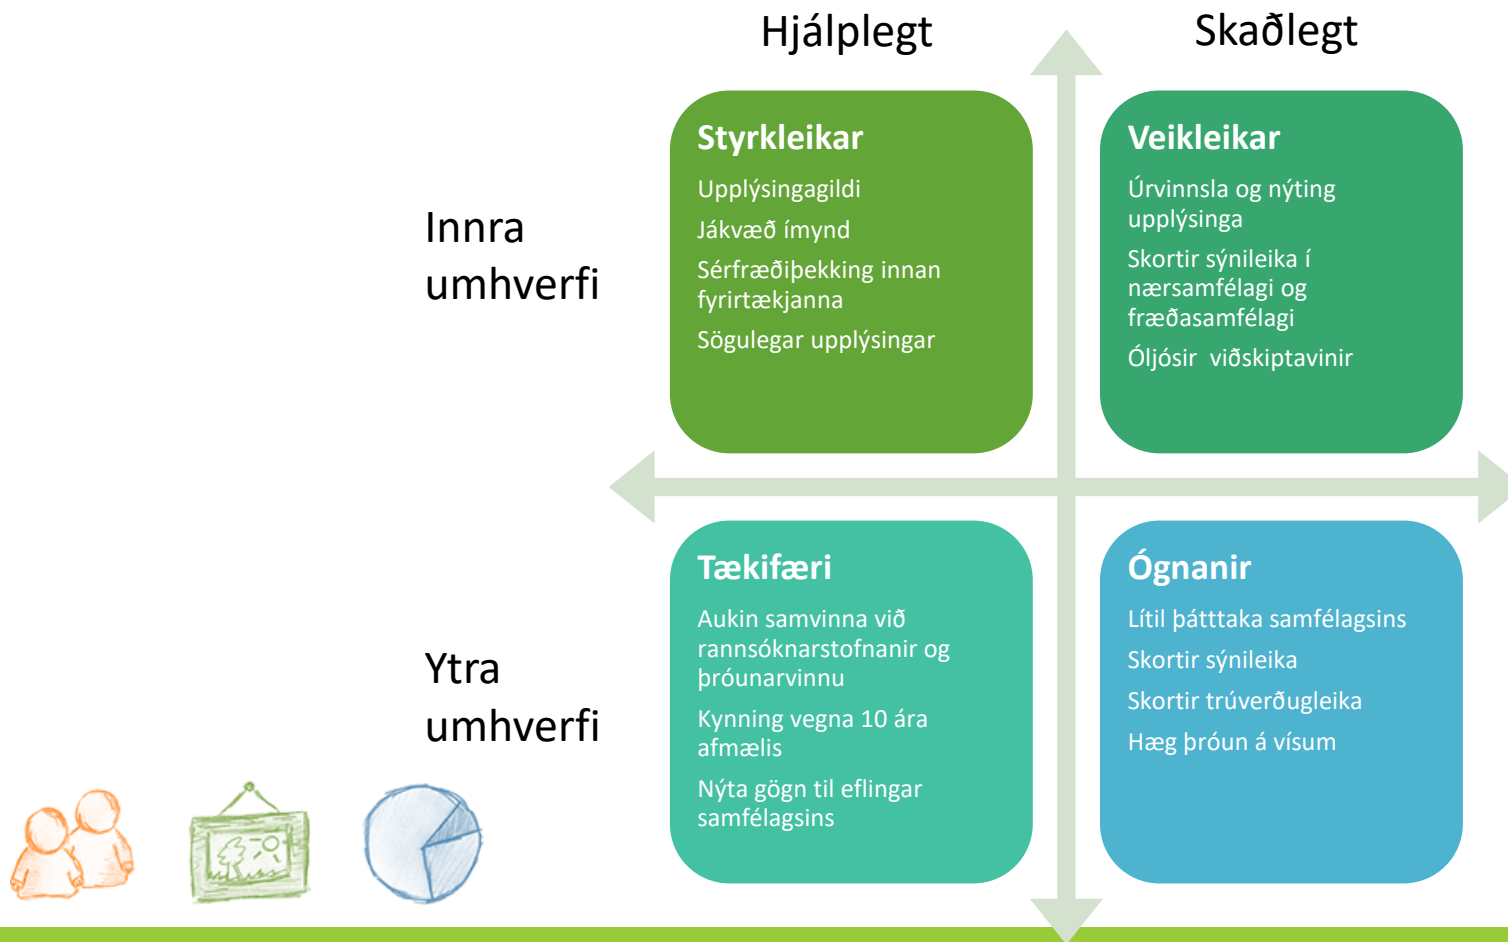 Hjálplegt
Skaðlegt
Innra
umhverfi
Styrkleikar
Upplýsingagildi
Jákvæð ímynd
Sérfræðiþekking innan
fyrirtækjanna
Sögulegar upplýsingar
Veikleikar
Úrvinnsla og nýting
upplýsinga
Skortir sýnileika í
nærsamfélagi og
fræðasamfélagi
Óljósir  viðskiptavinir
Ytra
umhverfi
Tækifæri
Aukin samvinna við
rannsóknarstofnanir og
þróunarvinnu
Kynning vegna 10 ára
afmælis
Nýta gögn til eflingar
samfélagsins
Ógnanir
Lítil þátttaka samfélagsins
Skortir sýnileika
Skortir trúverðugleika
Hæg þróun á vísum